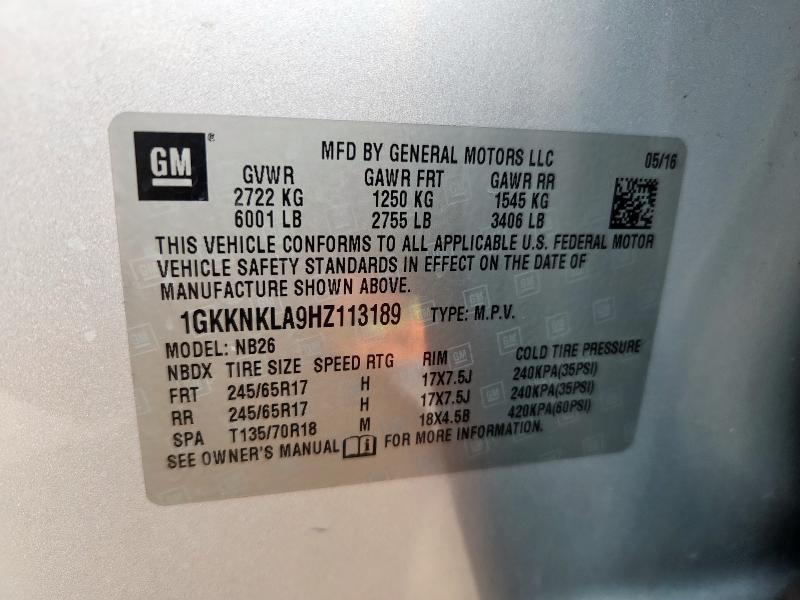 GM®
MFD BY GENERAL MOTORS LLC 05/16
GVWR GAWR FRT GAWR RR
2722 KG 1250 KG 1545 KG
6001 LB 2755 LB 3406 LB
THIS VEHICLE CONFORMS TO ALL APPLICABLE U.S. FEDERAL MOTOR
VEHICLE SAFETY STANDARDS IN EFFECT ON THE DATE OF
MANUFACTURE SHOWN ABOVE.
1GKKNKLA9HZ113189 TYPE: M.P.V.
MODEL: NB26
NBDX TIRE SIZE SPEED RTG RIM COLD TIRE PRESSURE
FRT 245/65R17 H 17X7.5J 240KPA(35PSI)
RR 245/65R17 H 17X7.5J 240KPA(35PSI)
SPA T135/70R18 M 18X4.5B 420KPA(60PSI)
SEE OWNER'S MANUAL FOR MORE INFORMATION.